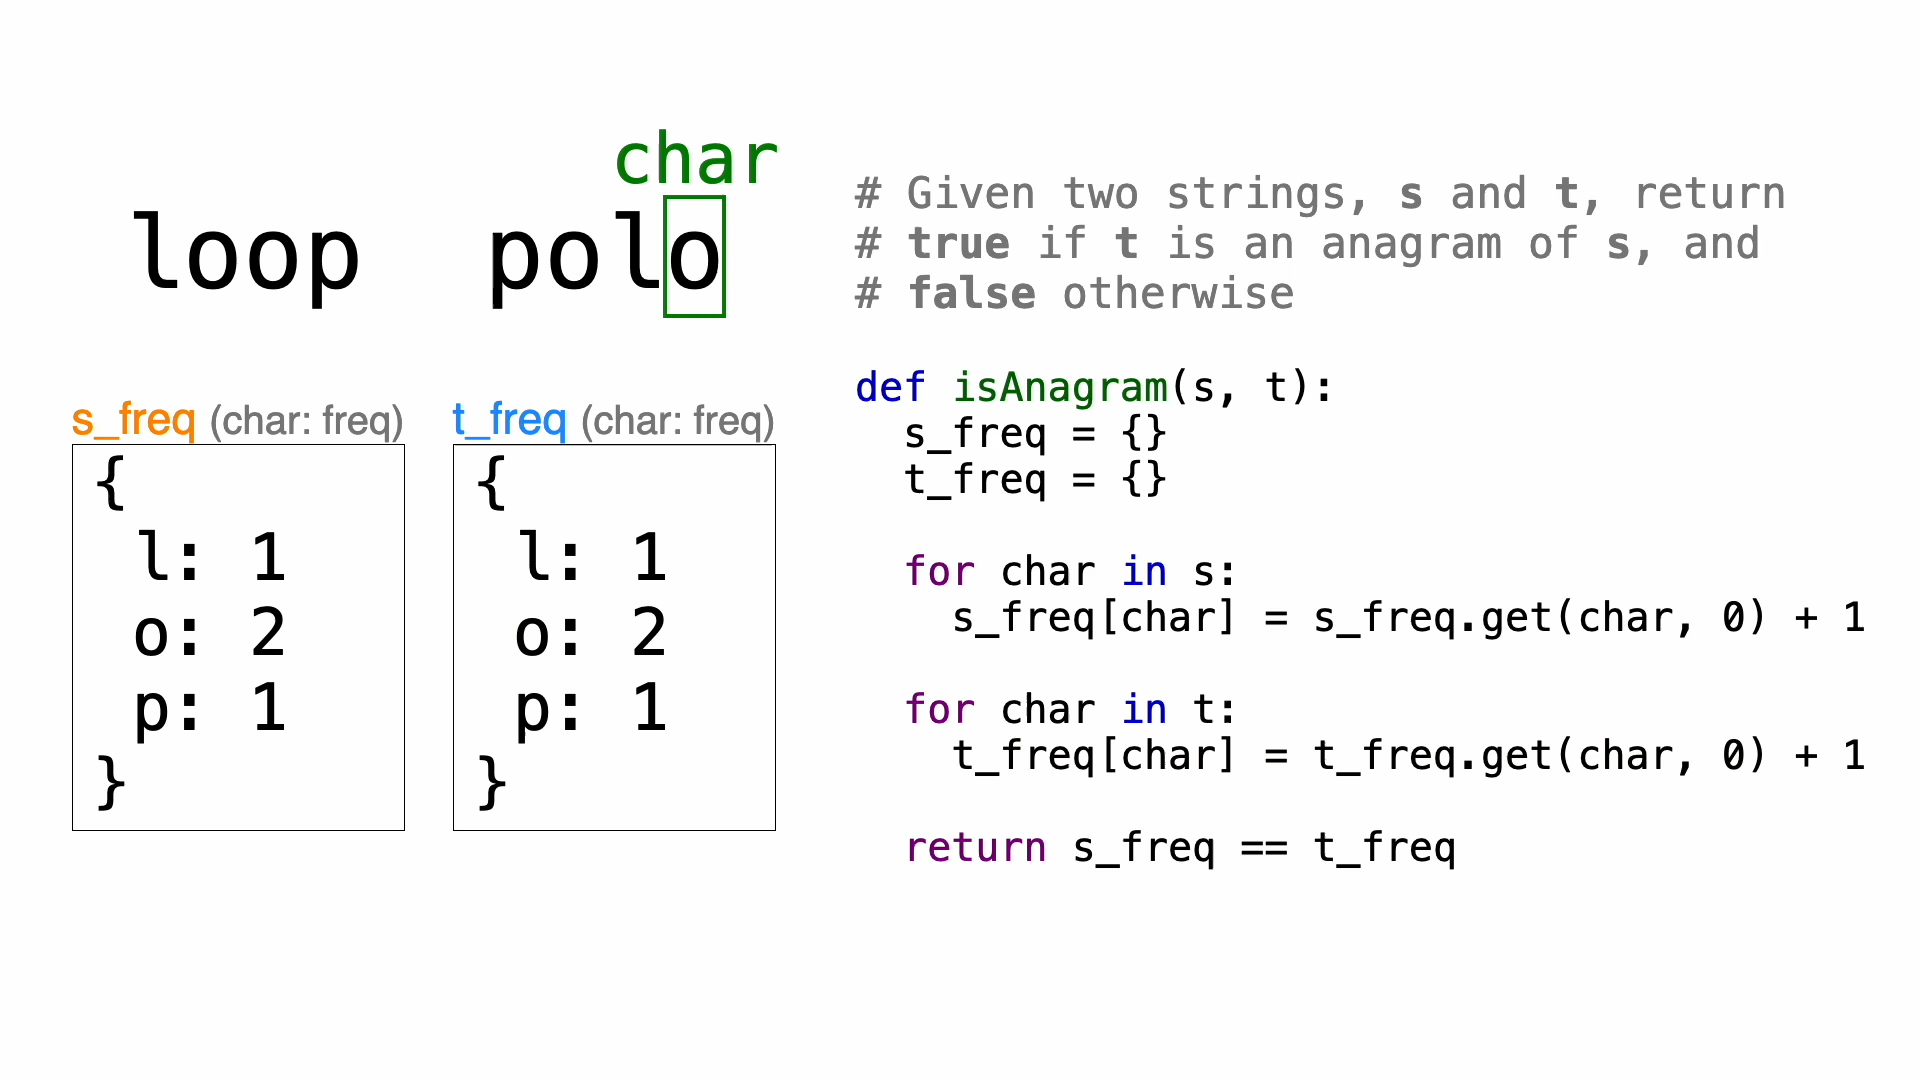 char
loop polo
s_freq (char: freq)
{
l: 1
o: 2
p: 1
}
t_freq (char: freq)
{
l: 1
o: 2
p: 1
}
# Given two strings, s and t, return
# true if t is an anagram of s, and
# false otherwise
def isAnagram(s, t):
  s_freq = {}
  t_freq = {}
  for char in s:
    s_freq[char] = s_freq.get(char, 0) + 1
  for char in t:
    t_freq[char] = t_freq.get(char, 0) + 1
  return s_freq == t_freq